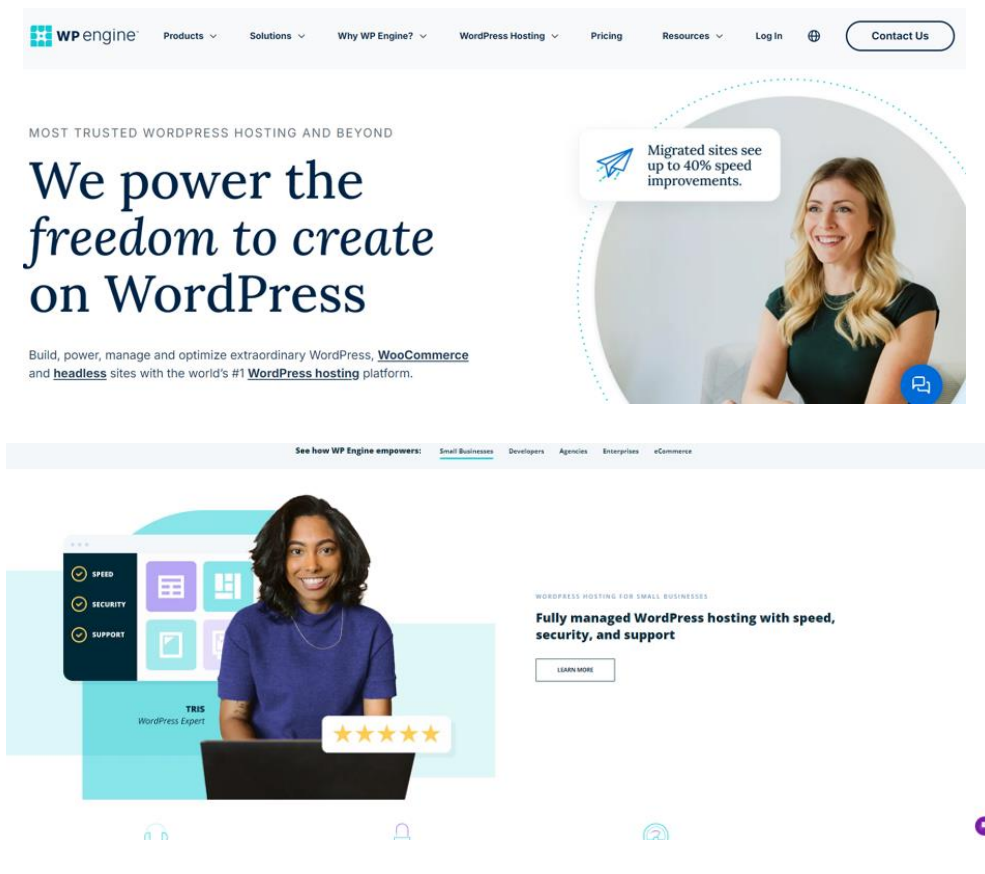 WP engine
Products
Solutions
Why WP Engine?
WordPress Hosting
Pricing
Resources
Log In
Contact Us
MOST TRUSTED WORDPRESS HOSTING AND BEYOND
We power the
freedom to create
on WordPress
Build, power, manage and optimize extraordinary WordPress, WooCommerce
and headless sites with the world's #1 WordPress hosting platform.
Migrated sites see
up to 40% speed
improvements.
See how WP Engine empowers:
Small Businesses
Developers
Agencies
Enterprises
eCommerce
SPEED
SECURITY
SUPPORT
TRIS
WordPress Expert
WORDPRESS HOSTING FOR SMALL BUSINESSES
Fully managed WordPress hosting with speed,
security, and support
LEARN MORE